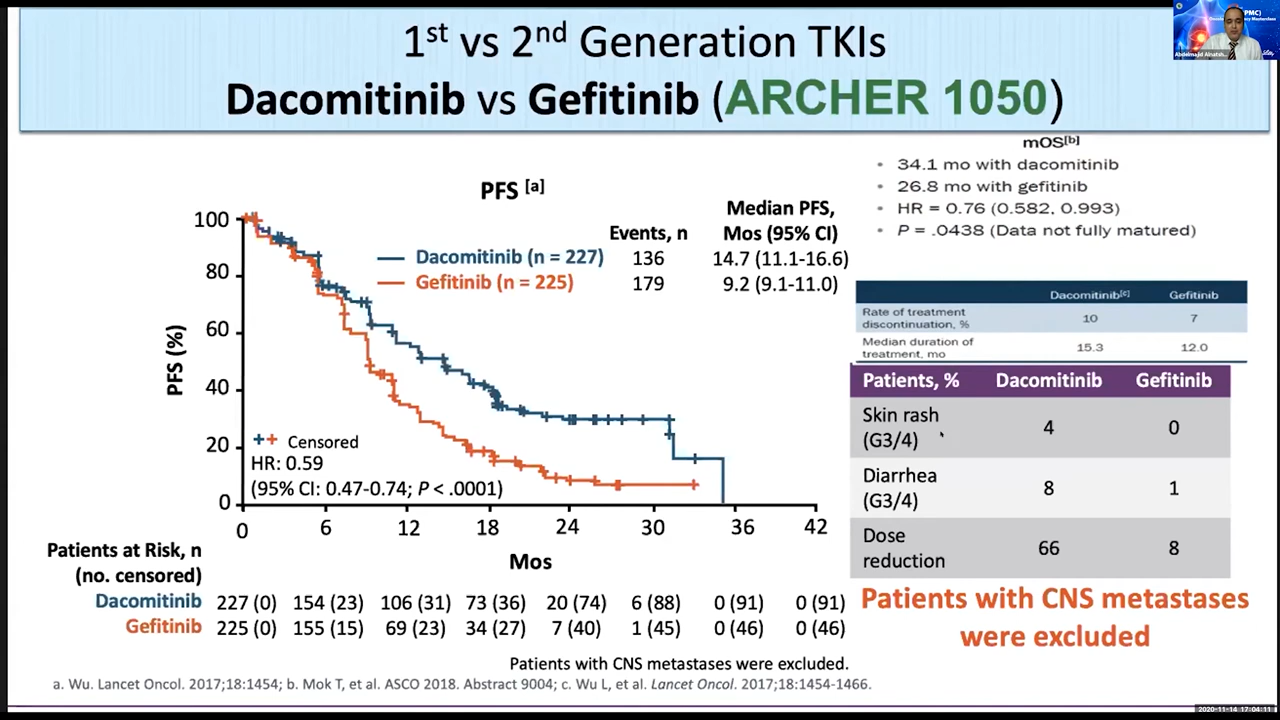 1st vs 2nd Generation TKIs
Dacomitinib vs Gefitinib (ARCHER 1050)
PFS [a]
Events, n
Median PFS,
Mos (95% CI)
Dacomitinib (n = 227) 136 14.7 (11.1-16.6)
Gefitinib (n = 225) 179 9.2 (9.1-11.0)
PFS (%)
100
80
60
40
20
0
Censored
HR: 0.59
(95% CI: 0.47-0.74; P < .0001)
0 6 12 18 24 30 36 42
Mos
Patients at Risk, n
(no. censored)
Dacomitinib 227 (0) 154 (23) 106 (31) 73 (36) 20 (74) 6 (88) 0 (91) 0 (91)
Gefitinib 225 (0) 155 (15) 69 (23) 34 (27) 7 (40) 1 (45) 0 (46) 0 (46)
mOS[b]
• 34.1 mo with dacomitinib
• 26.8 mo with gefitinib
• HR = 0.76 (0.582, 0.993)
• P = .0438 (Data not fully matured)
Dacomitinib[c] Gefitinib
Rate of treatment
discontinuation, % 10 7
Median duration of
treatment, mo 15.3 12.0
Patients, % Dacomitinib Gefitinib
Skin rash
(G3/4) 4 0
Diarrhea
(G3/4) 8 1
Dose
reduction 66 8
Patients with CNS metastases
were excluded
Patients with CNS metastases were excluded.
a. Wu. Lancet Oncol. 2017;18:1454; b. Mok T, et al. ASCO 2018. Abstract 9004; c. Wu L, et al. Lancet Oncol. 2017;18:1454-1466.
PMC)
2020-11-14 17:04:11